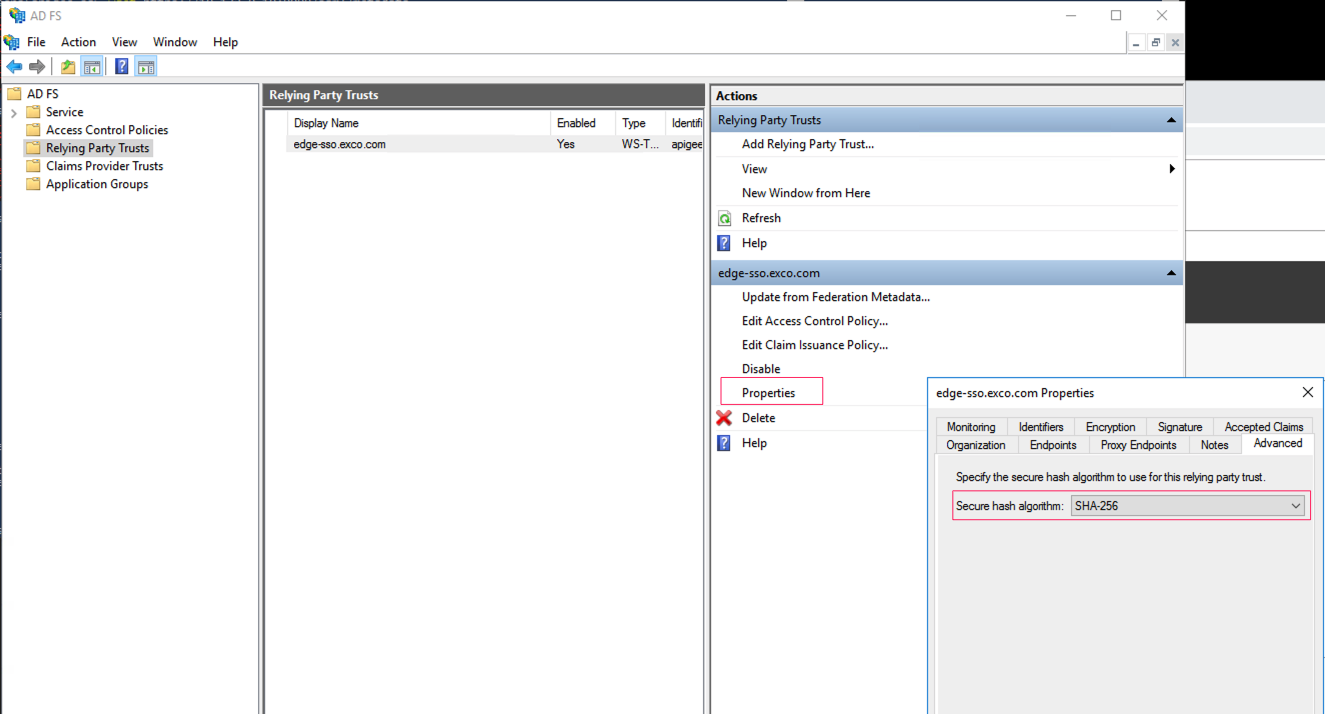 AD FS
File Action View Window Help
AD FS
Service
Access Control Policies
Relying Party Trusts
Claims Provider Trusts
Application Groups
Relying Party Trusts
Display Name Enabled Type Identifi
edge-sso.exco.com Yes WS-T... apigee
Actions
Relying Party Trusts
Add Relying Party Trust...
View
New Window from Here
Refresh
Help
edge-sso.exco.com
Update from Federation Metadata...
Edit Access Control Policy...
Edit Claim Issuance Policy...
Disable
Properties
Delete
Help
edge-sso.exco.com Properties
Monitoring Identifiers Encryption Signature Accepted Claims
Organization Endpoints Proxy Endpoints Notes Advanced
Specify the secure hash algorithm to use for this relying party trust.
Secure hash algorithm: SHA-256